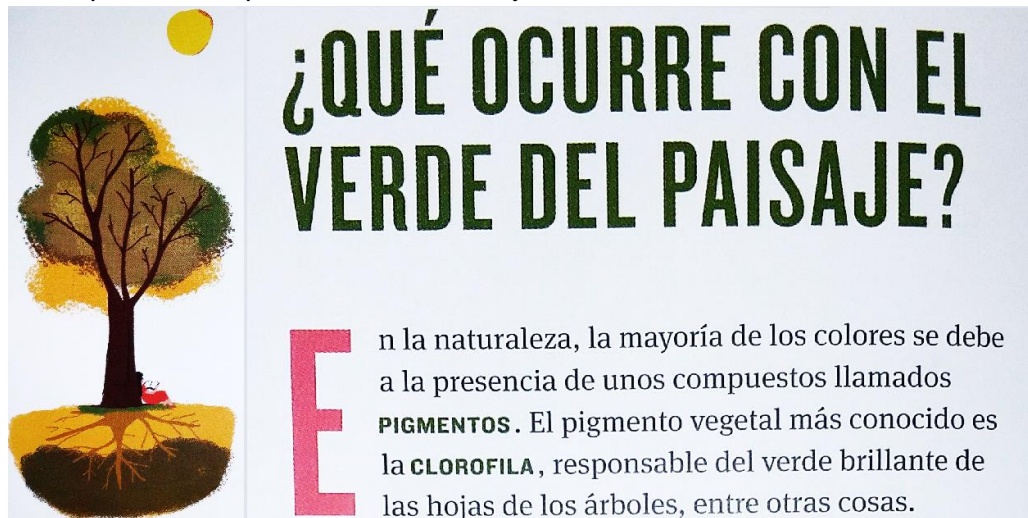 ¿QUÉ OCURRE CON EL
VERDE DEL PAISAJE?
En la naturaleza, la mayoría de los colores se debe
a la presencia de unos compuestos llamados
PIGMENTOS. El pigmento vegetal más conocido es
la CLOROFILA, responsable del verde brillante de
las hojas de los árboles, entre otras cosas.